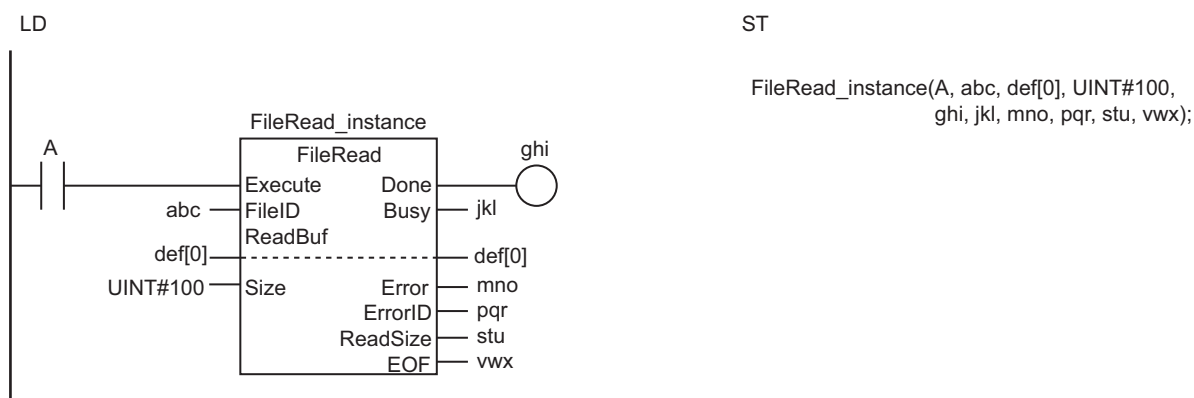 LD
ST
FileRead_instance(A, abc, def[0], UINT#100,
ghi, jkl, mno, pqr, stu, vwx);
FileRead_instance
A
FileRead
ghi
Execute
Done
abc
FileID
Busy
jkl
ReadBuf
def[0]
def[0]
UINT#100
Size
Error
mno
ErrorID
pqr
ReadSize
stu
EOF
vwx